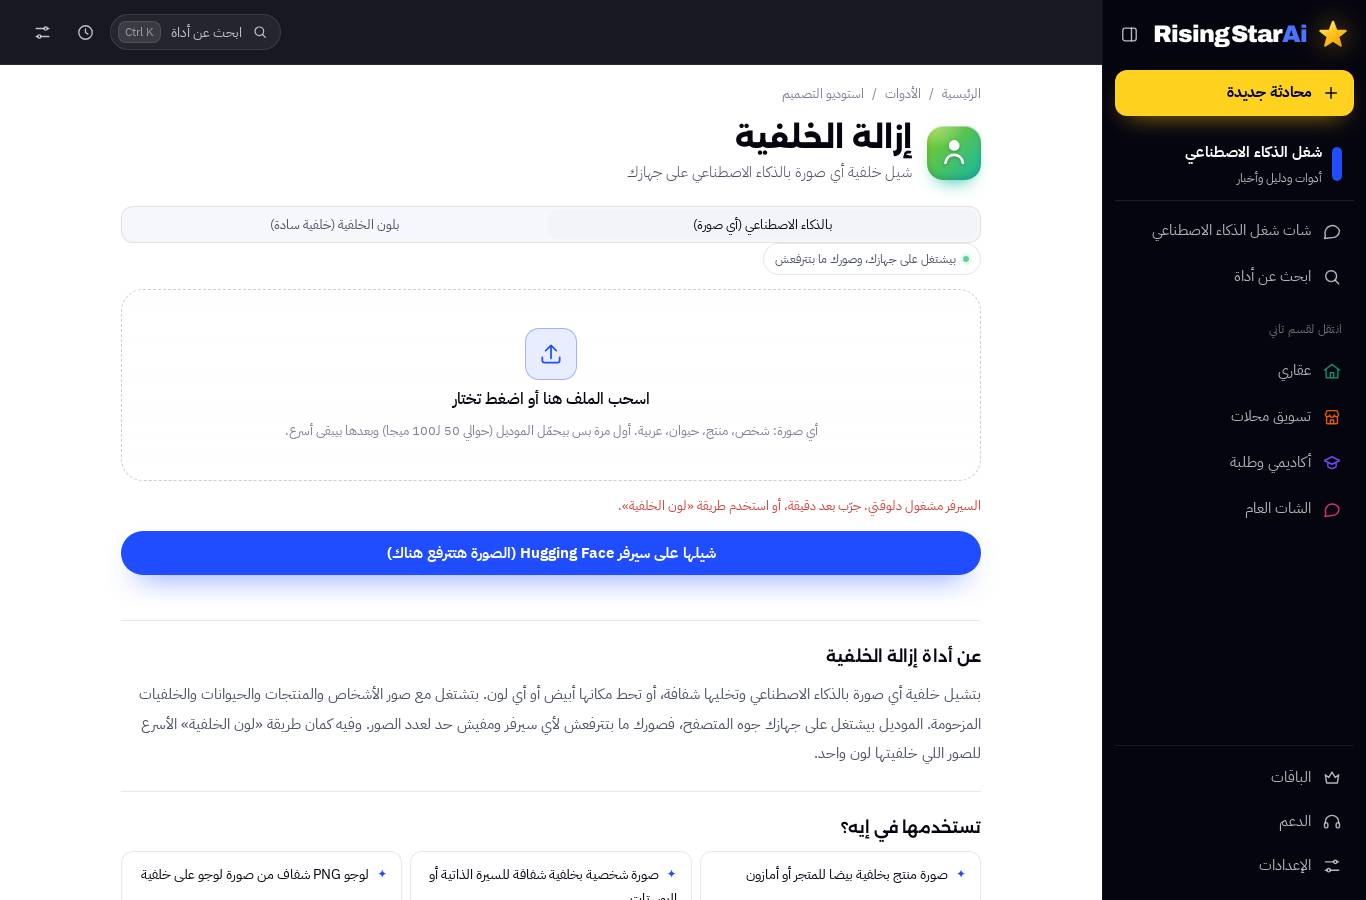 RisingStarAi
محادثة جديدة
شغل الذكاء الاصطناعي
أدوات ودليل وأخبار
شات شغل الذكاء الاصطناعي
ابحث عن أداة
انتقل لقسم تاني
عقاري
تسويق محلات
أكاديمي وطلبة
الشات العام
الباقات
الدعم
الإعدادات
ابحث عن أداة Ctrl K
الرئيسية / الأدوات / استوديو التصميم
إزالة الخلفية
شيل خلفية أي صورة بالذكاء الاصطناعي على جهازك
بالذكاء الاصطناعي (أي صورة)
بلون الخلفية (خلفية سادة)
بيشتغل على جهازك، وصورك ما بتترفعش
اسحب الملف هنا أو اضغط تختار
أي صورة: شخص، منتج، حيوان، عربية. أول مرة بس بيحمّل الموديل (حوالي 50 لـ100 ميجا) وبعدها بيبقى أسرع.
السيرفر مشغول دلوقتي. جرّب بعد دقيقة، أو استخدم طريقة «لون الخلفية».
شيلها على سيرفر Hugging Face (الصورة هتترفع هناك)
عن أداة إزالة الخلفية
بتشيل خلفية أي صورة بالذكاء الاصطناعي وتخليها شفافة، أو تحط مكانها أبيض أو أي لون. بتشتغل مع صور الأشخاص والمنتجات والحيوانات والخلفيات
المزحومة. الموديل بيشتغل على جهازك جوه المتصفح، فصورك ما بتترفعش لأي سيرفر ومفيش حد لعدد الصور. وفيه كمان طريقة «لون الخلفية» الأسرع
للصور اللي خلفيتها لون واحد.
تستخدمها في إيه؟
صورة منتج بخلفية بيضا للمتجر أو أمازون
صورة شخصية بخلفية شفافة للسيرة الذاتية أو
لوجو PNG شفاف من صورة لوجو على خلفية